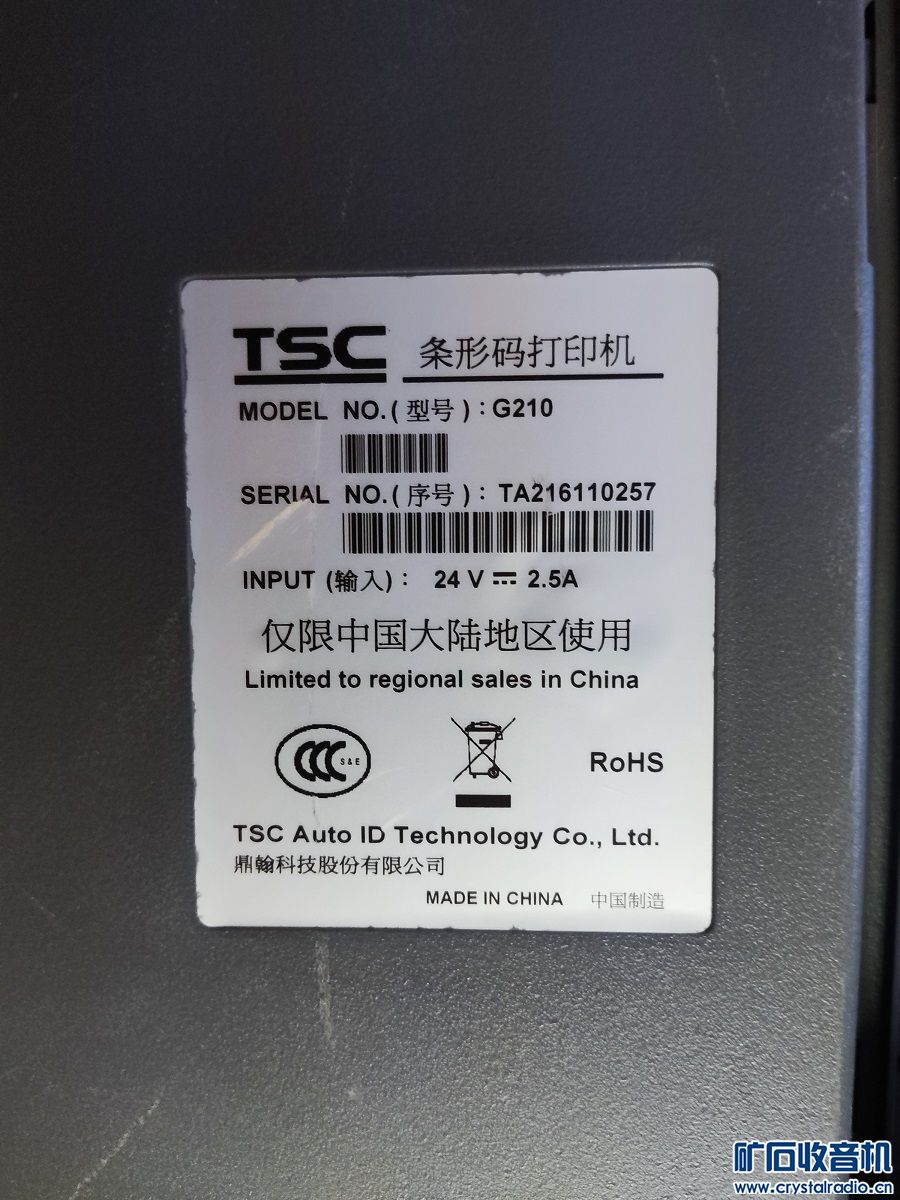 TSC 条形码打印机
MODEL NO.(型号):G210
SERIAL NO.(序号): TA216110257
INPUT (输入): 24 V ⎓ 2.5A
仅限中国大陆地区使用
Limited to regional sales in China
CCC S&E
RoHS
TSC Auto ID Technology Co., Ltd.
鼎翰科技股份有限公司
MADE IN CHINA 中国制造
矿石收音机
www.crystalradio.cn